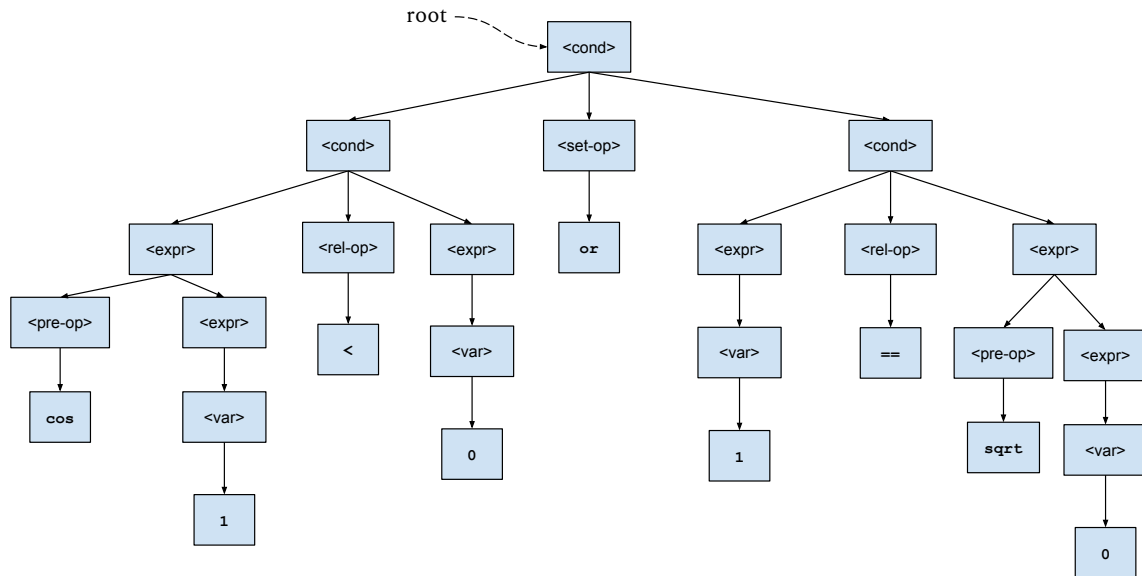 root
<cond>
<cond> <set-op> <cond>
<expr> <rel-op> <expr> or <expr> <rel-op> <expr>
<pre-op> <expr> < <var> <var> == <pre-op> <expr>
cos <var> 0 1 sqrt <var>
1 0